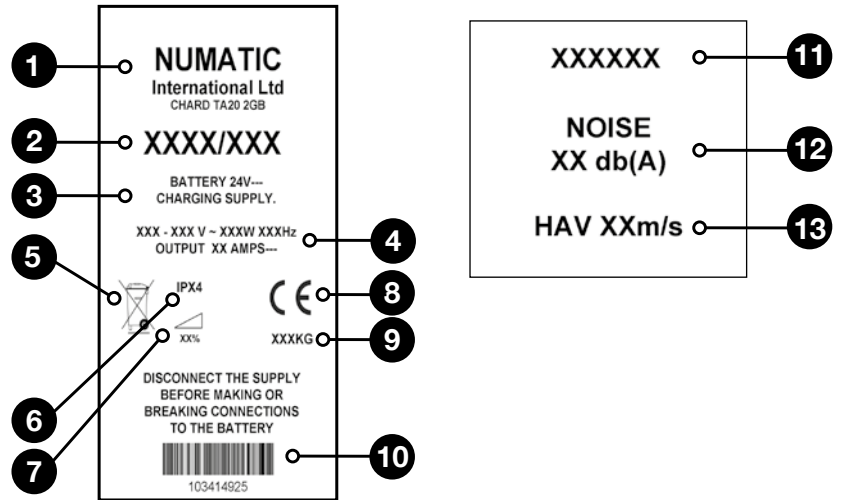 1
NUMATIC
International Ltd
CHARD TA20 2GB
2
XXXX/XXX
3
BATTERY 24V---
CHARGING SUPPLY.
XXX - XXX V ~ XXXW XXXHz
OUTPUT XX AMPS---
4
5
IPX4
6
XX%
7
CE
8
XXXKG
9
DISCONNECT THE SUPPLY
BEFORE MAKING OR
BREAKING CONNECTIONS
TO THE BATTERY
10
103414925
XXXXXX
11
NOISE
XX db(A)
12
HAV XXm/s
13